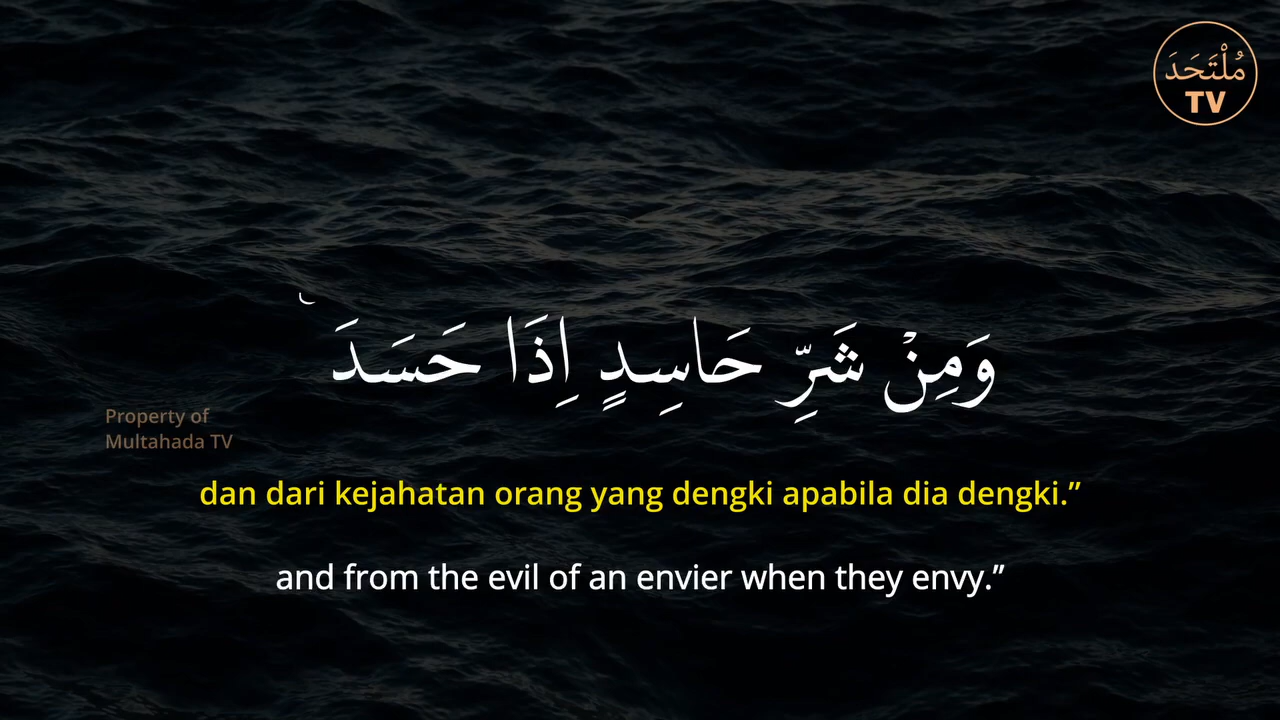 مُلْتَحَدَ
TV
وَمِنْ شَرِّ حَاسِدٍ اِذَا حَسَدَ ࣖ
Property of
Multahada TV
dan dari kejahatan orang yang dengki apabila dia dengki.”
and from the evil of an envier when they envy.”